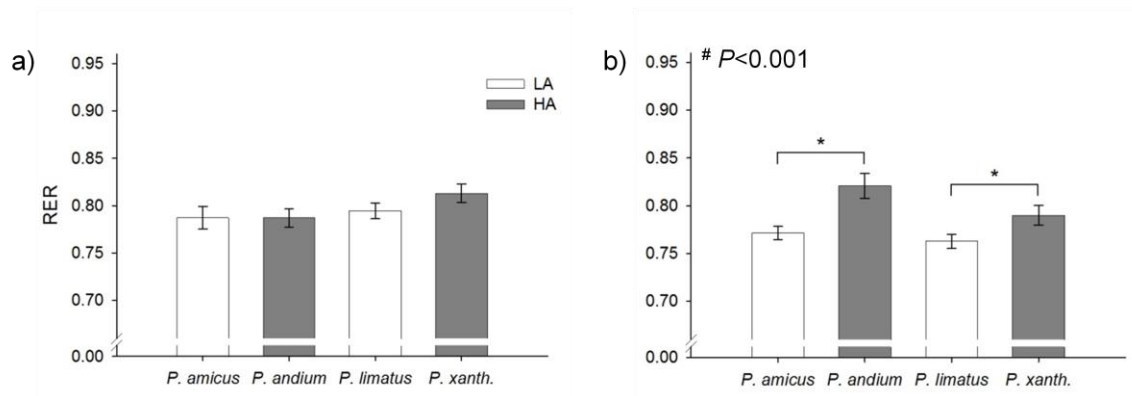 a)
0.95
0.90
0.85
0.80
0.75
0.70
0.00
RER
LA
HA
P. amicus P. andium P. limatus P. xanth.
b)
# P<0.001
0.95
0.90
0.85
0.80
0.75
0.70
0.00
*
*
P. amicus P. andium P. limatus P. xanth.